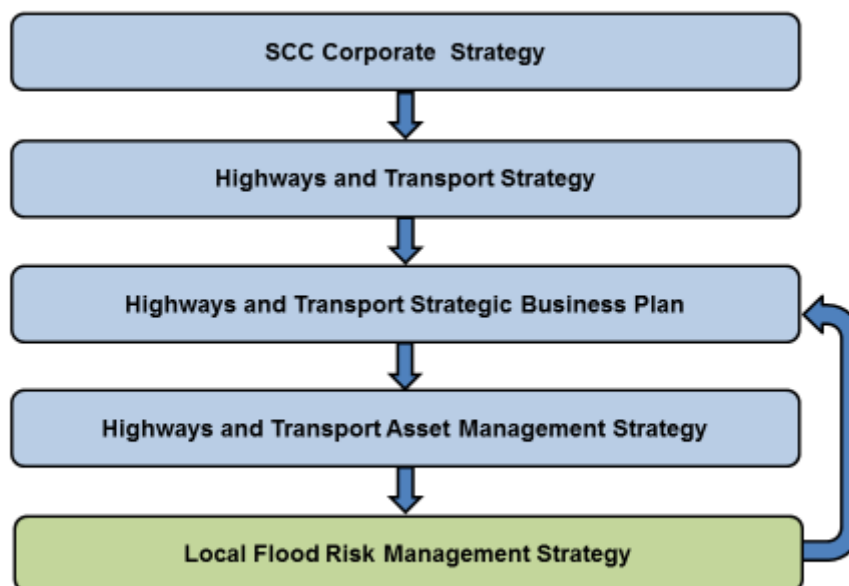 SCC Corporate Strategy
Highways and Transport Strategy
Highways and Transport Strategic Business Plan
Highways and Transport Asset Management Strategy
Local Flood Risk Management Strategy